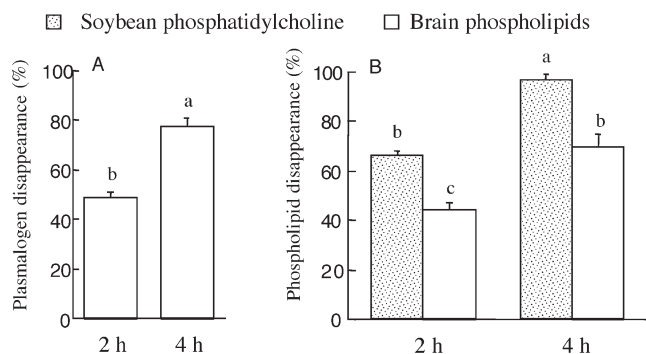 Soybean phosphatidylcholine Brain phospholipids
A
Plasmalogen disappearance (%)
100
80
60
40
20
0
b
a
2 h 4 h
B
Phospholipid disappearance (%)
100
80
60
40
20
0
b
c
a
b
2 h 4 h